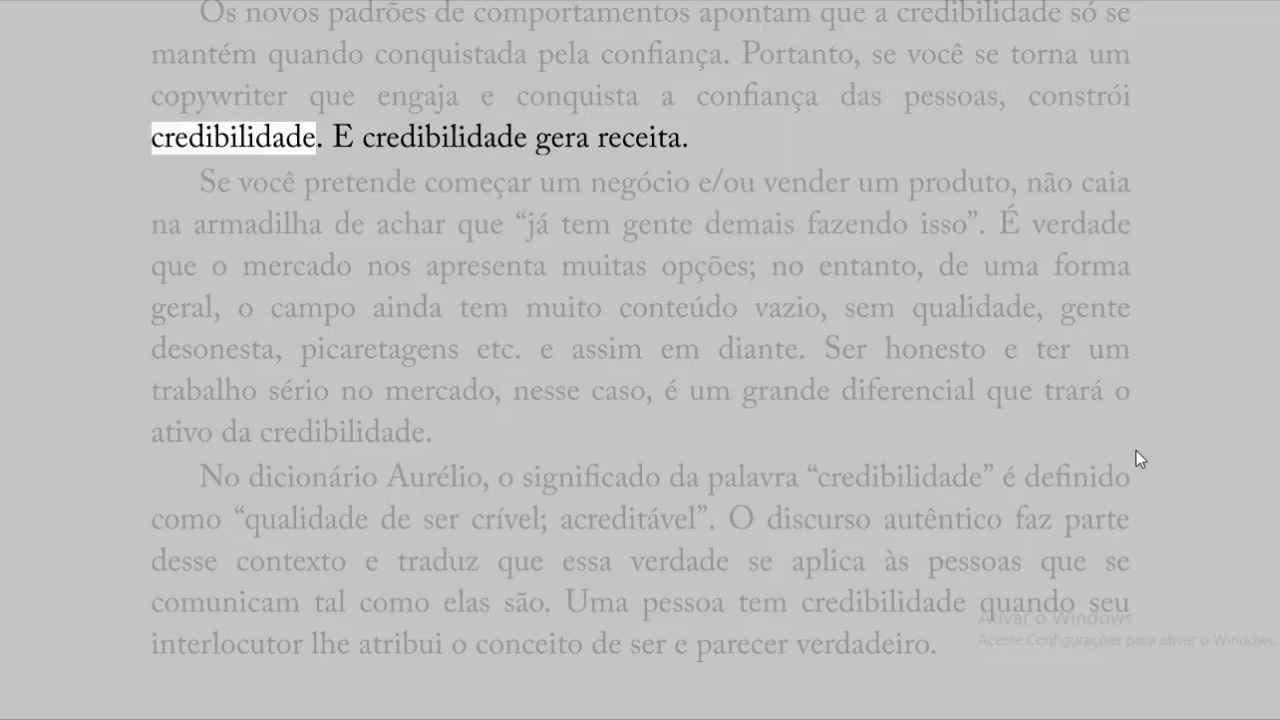 Os novos padrões de comportamentos apontam que a credibilidade só se
mantém quando conquistada pela confiança. Portanto, se você se torna um
copywriter que engaja e conquista a confiança das pessoas, constrói
credibilidade. E credibilidade gera receita.
Se você pretende começar um negócio e/ou vender um produto, não caia
na armadilha de achar que “já tem gente demais fazendo isso”. É verdade
que o mercado nos apresenta muitas opções; no entanto, de uma forma
geral, o campo ainda tem muito conteúdo vazio, sem qualidade, gente
desonesta, picaretagens etc. e assim em diante. Ser honesto e ter um
trabalho sério no mercado, nesse caso, é um grande diferencial que trará o
ativo da credibilidade.
No dicionário Aurélio, o significado da palavra “credibilidade” é definido
como “qualidade de ser crível; acreditável”. O discurso autêntico faz parte
desse contexto e traduz que essa verdade se aplica às pessoas que se
comunicam tal como elas são. Uma pessoa tem credibilidade quando seu
interlocutor lhe atribui o conceito de ser e parecer verdadeiro.
Ativar o Windows
Acesse Configurações para ativar o Windows.